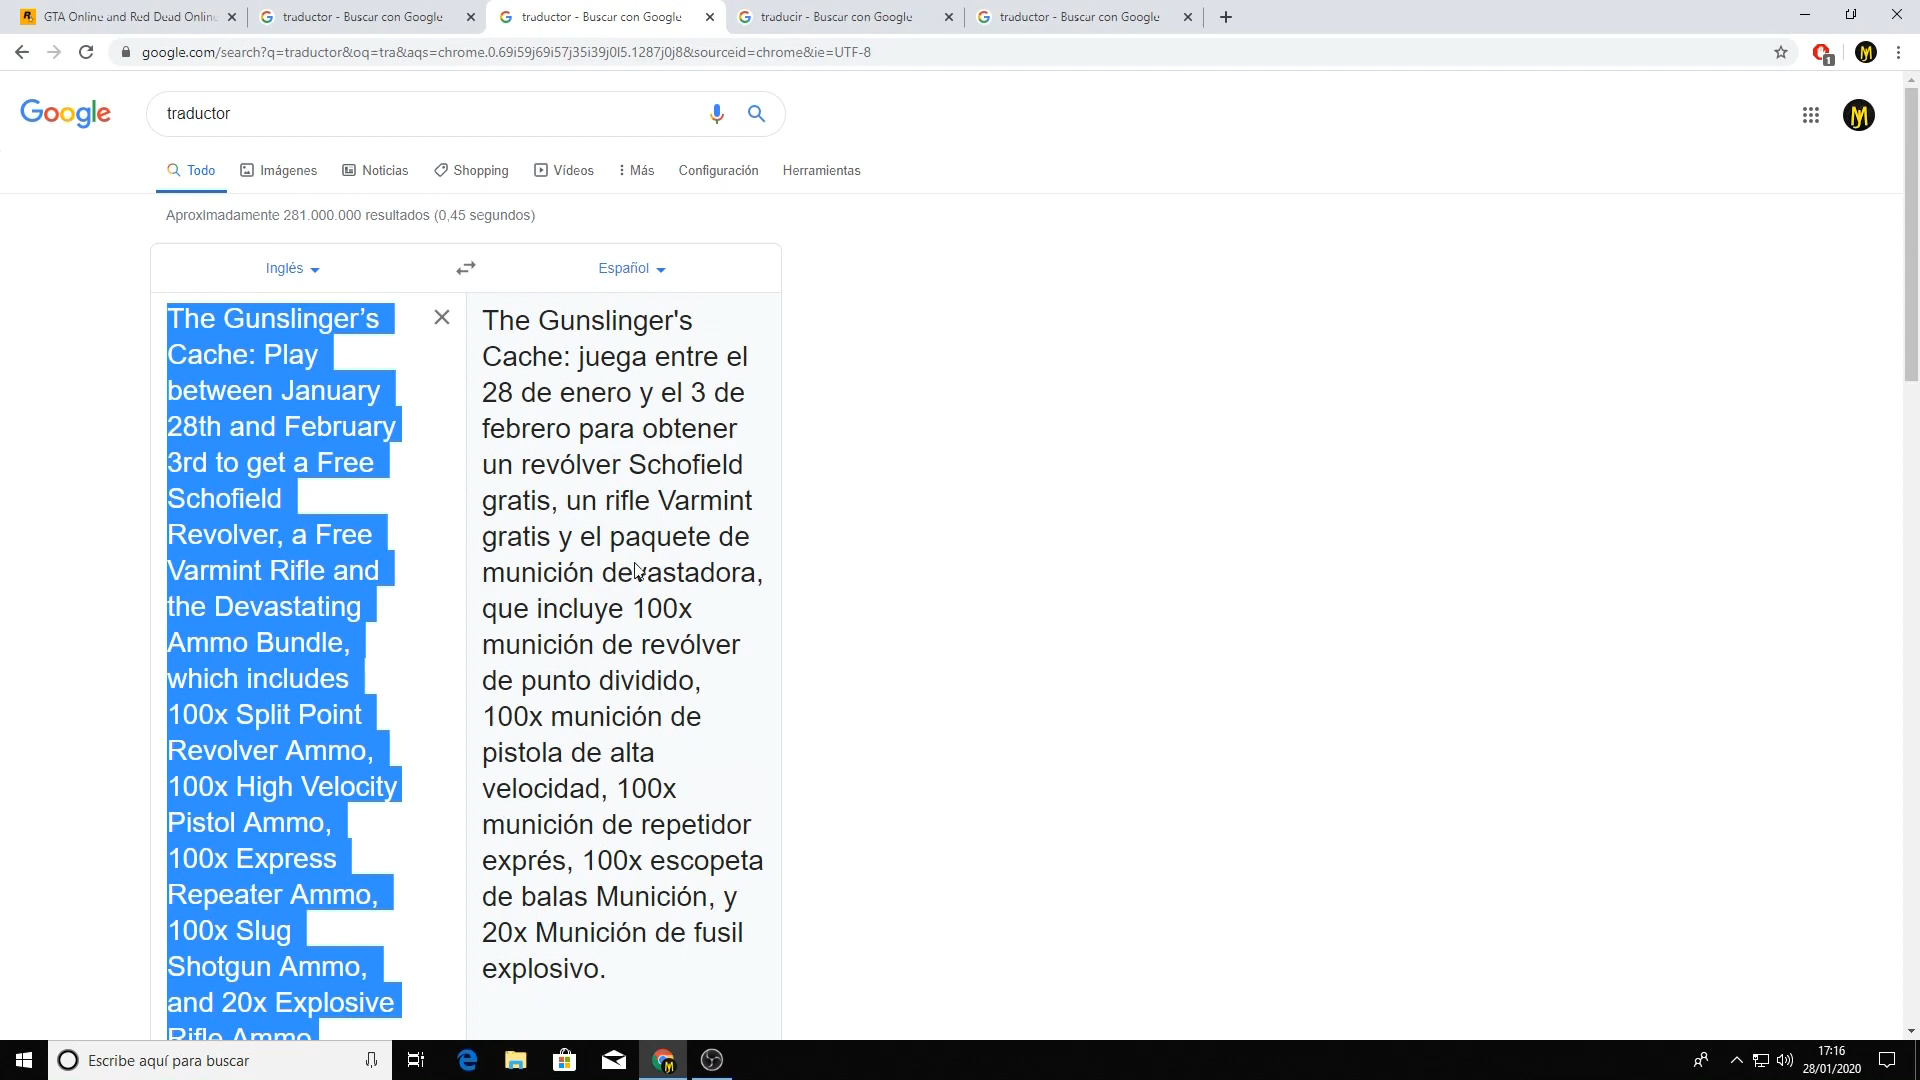 GTA Online and Red Dead Online
traductor - Buscar con Google
traductor - Buscar con Google
traducir - Buscar con Google
traductor - Buscar con Google
google.com/search?q=traductor&oq=tra&aqs=chrome.0.69i59j69i57j35i39j0l5.1287j0j8&sourceid=chrome&ie=UTF-8
1
Google
traductor
Todo
Imágenes
Noticias
Shopping
Vídeos
Más
Configuración
Herramientas
Aproximadamente 281.000.000 resultados (0,45 segundos)
Inglés
Español
The Gunslinger’s
Cache: Play
between January
28th and February
3rd to get a Free
Schofield
Revolver, a Free
Varmint Rifle and
the Devastating
Ammo Bundle,
which includes
100x Split Point
Revolver Ammo,
100x High Velocity
Pistol Ammo,
100x Express
Repeater Ammo,
100x Slug
Shotgun Ammo,
and 20x Explosive
Rifle Ammo
The Gunslinger's
Cache: juega entre el
28 de enero y el 3 de
febrero para obtener
un revólver Schofield
gratis, un rifle Varmint
gratis y el paquete de
munición devastadora,
que incluye 100x
munición de revólver
de punto dividido,
100x munición de
pistola de alta
velocidad, 100x
munición de repetidor
exprés, 100x escopeta
de balas Munición, y
20x Munición de fusil
explosivo.
Escribe aquí para buscar
17:16
28/01/2020